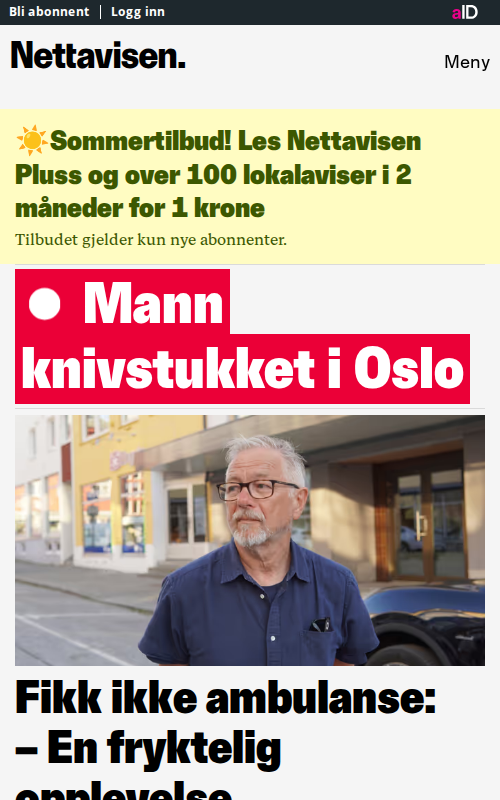 Bli abonnent
Logg inn
aID
Nettavisen.
Meny
Sommertilbud! Les Nettavisen
Pluss og over 100 lokalaviser i 2
måneder for 1 krone
Tilbudet gjelder kun nye abonnenter.
Mann
knivstukket i Oslo
Fikk ikke ambulanse:
– En fryktelig
opplevelse